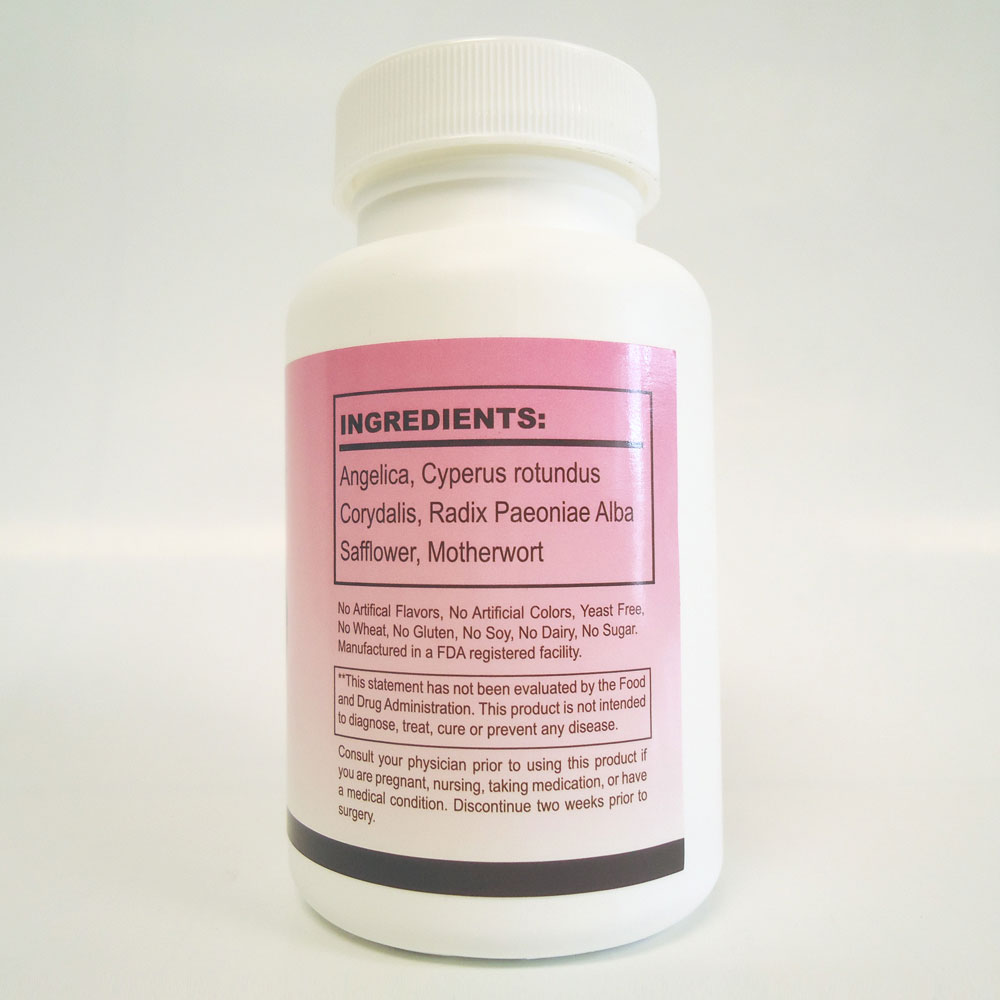 INGREDIENTS:
Angelica, Cyperus rotundus
Corydalis, Radix Paeoniae Alba
Safflower, Motherwort
No Artifical Flavors, No Artificial Colors, Yeast Free,
No Wheat, No Gluten, No Soy, No Dairy, No Sugar.
Manufactured in a FDA registered facility.
**This statement has not been evaluated by the Food
and Drug Administration. This product is not intended
to diagnose, treat, cure or prevent any disease.
Consult your physician prior to using this product if
you are pregnant, nursing, taking medication, or have
a medical condition. Discontinue two weeks prior to
surgery.